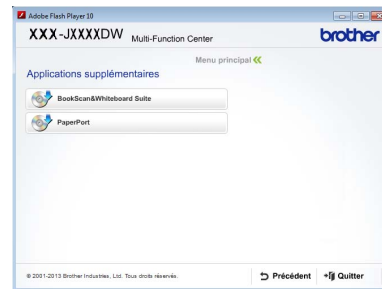 Adobe Flash Player 10
XXX-JXXXXDW Multi-Function Center
brother
Menu principal
Applications supplémentaires
BookScan&Whiteboard Suite
PaperPort
© 2001-2013 Brother Industries, Ltd. Tous droits réservés.
Précédent
Quitter